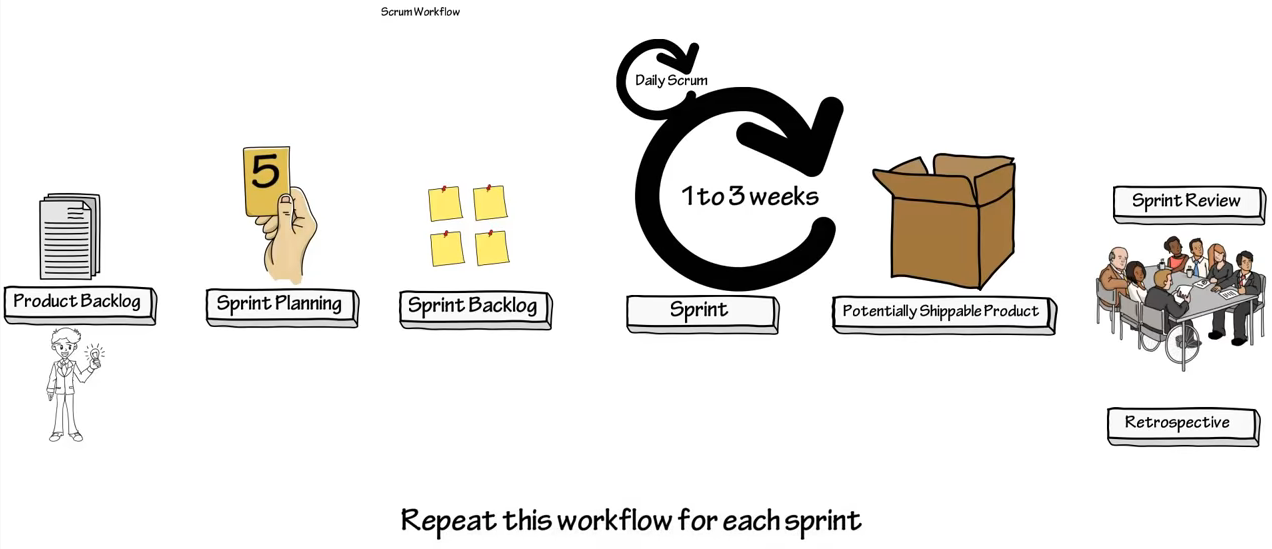 Scrum Workflow
Daily Scrum
5
1 to 3 weeks
Sprint Review
Product Backlog
Sprint Planning
Sprint Backlog
Sprint
Potentially Shippable Product
Retrospective
Repeat this workflow for each sprint